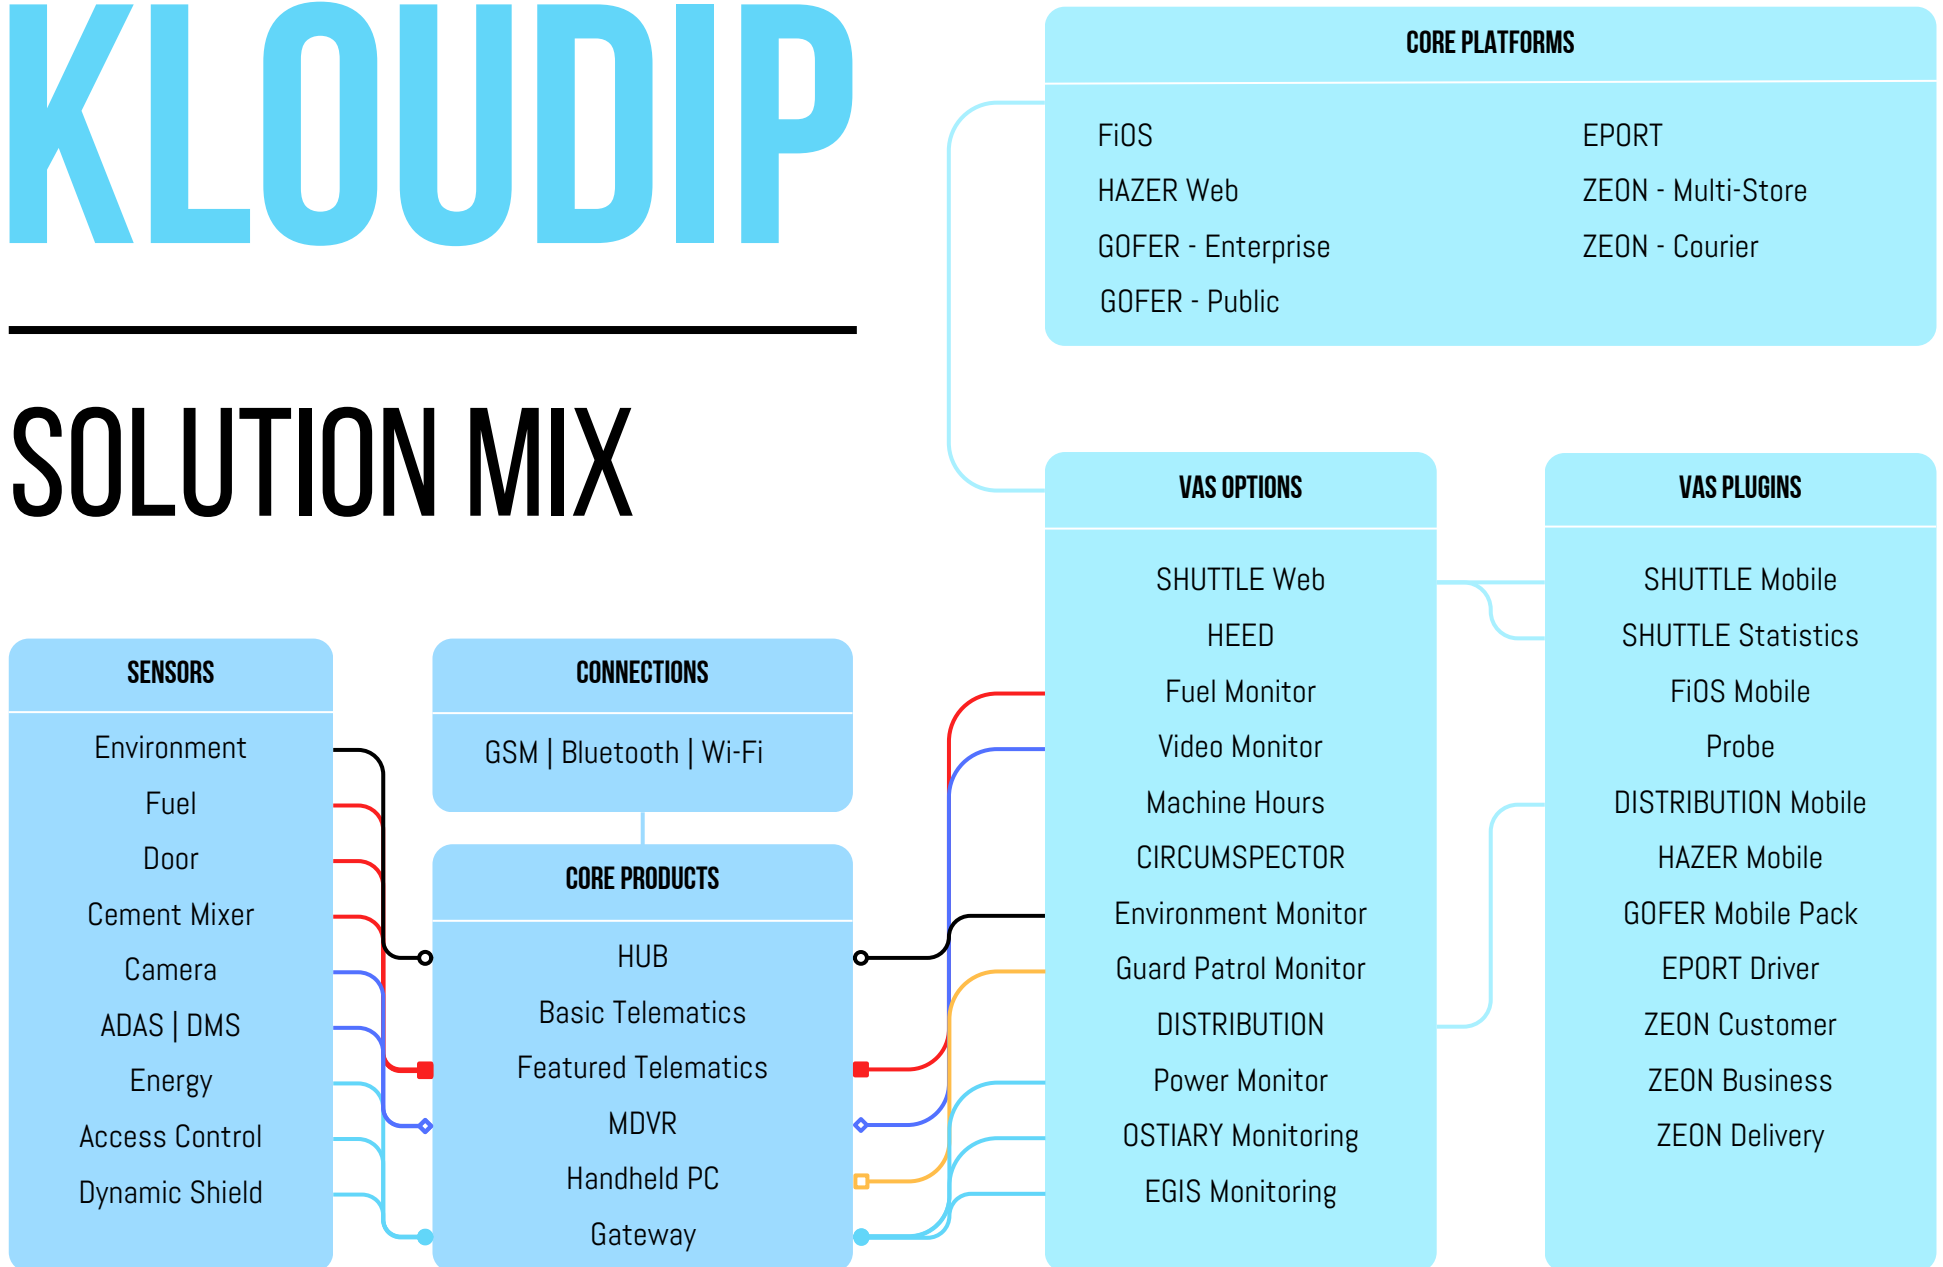 KLOUDIP
SOLUTION MIX
CORE PLATFORMS
FiOS
HAZER Web
GOFER - Enterprise
GOFER - Public
EPORT
ZEON - Multi-Store
ZEON - Courier
SENSORS
Environment
Fuel
Door
Cement Mixer
Camera
ADAS | DMS
Energy
Access Control
Dynamic Shield
CONNECTIONS
GSM | Bluetooth | Wi-Fi
CORE PRODUCTS
HUB
Basic Telematics
Featured Telematics
MDVR
Handheld PC
Gateway
VAS OPTIONS
SHUTTLE Web
HEED
Fuel Monitor
Video Monitor
Machine Hours
CIRCUMSPECTOR
Environment Monitor
Guard Patrol Monitor
DISTRIBUTION
Power Monitor
OSTIARY Monitoring
EGIS Monitoring
VAS PLUGINS
SHUTTLE Mobile
SHUTTLE Statistics
FiOS Mobile
Probe
DISTRIBUTION Mobile
HAZER Mobile
GOFER Mobile Pack
EPORT Driver
ZEON Customer
ZEON Business
ZEON Delivery